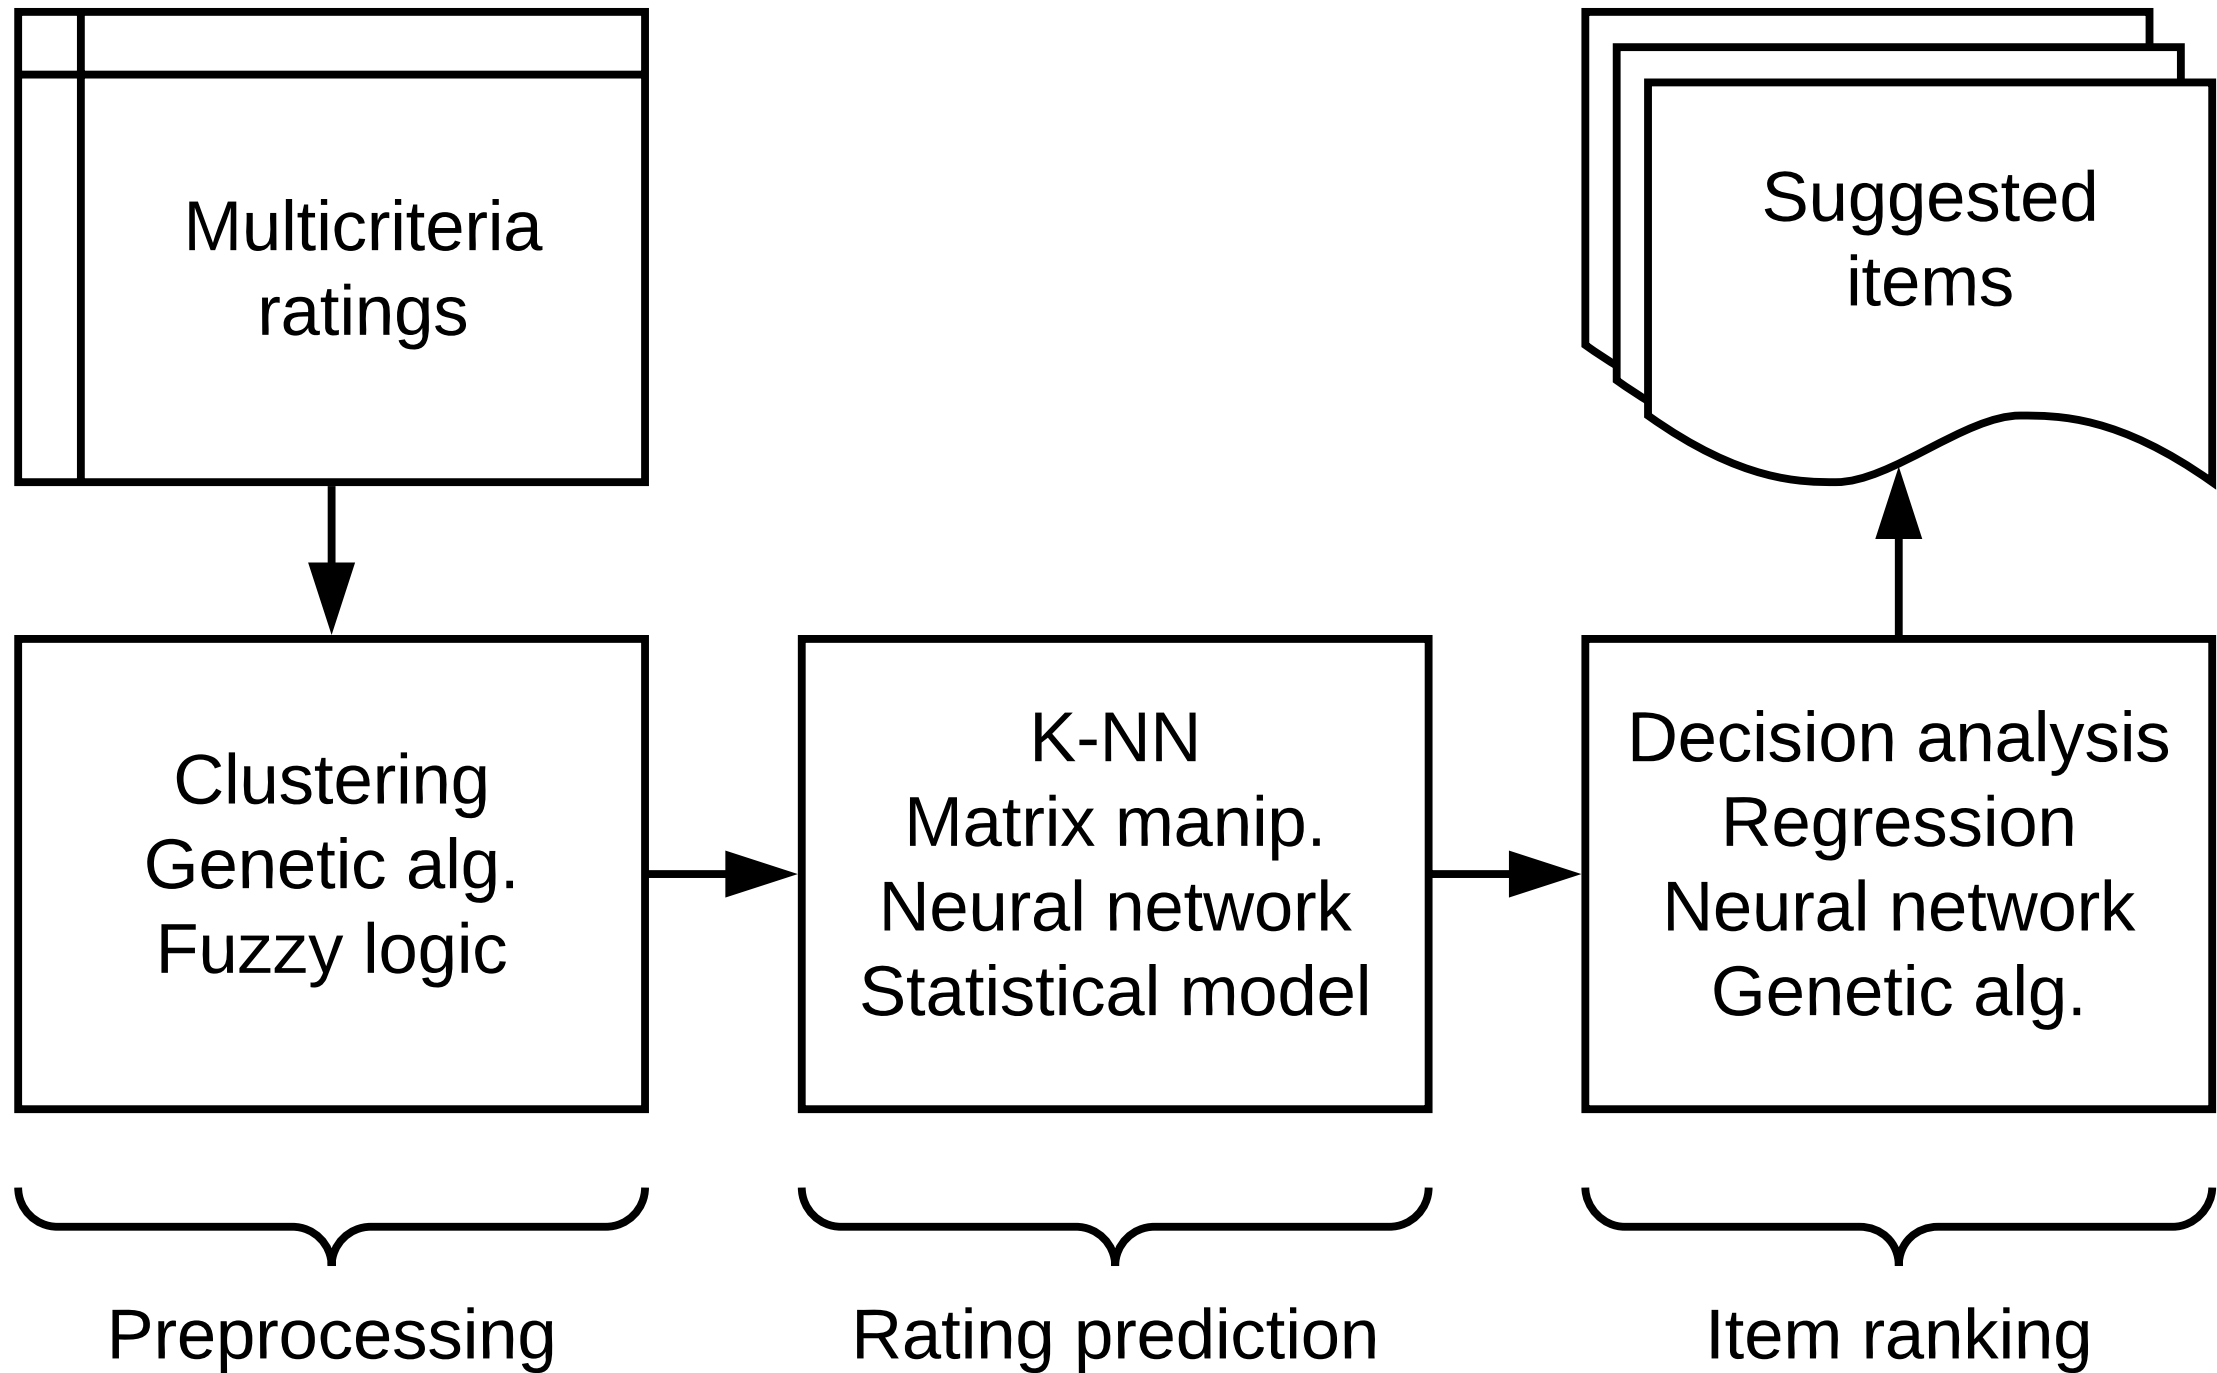 Multicriteria
ratings
Suggested
items
Clustering
Genetic alg.
Fuzzy logic
K-NN
Matrix manip.
Neural network
Statistical model
Decision analysis
Regression
Neural network
Genetic alg.
Preprocessing
Rating prediction
Item ranking